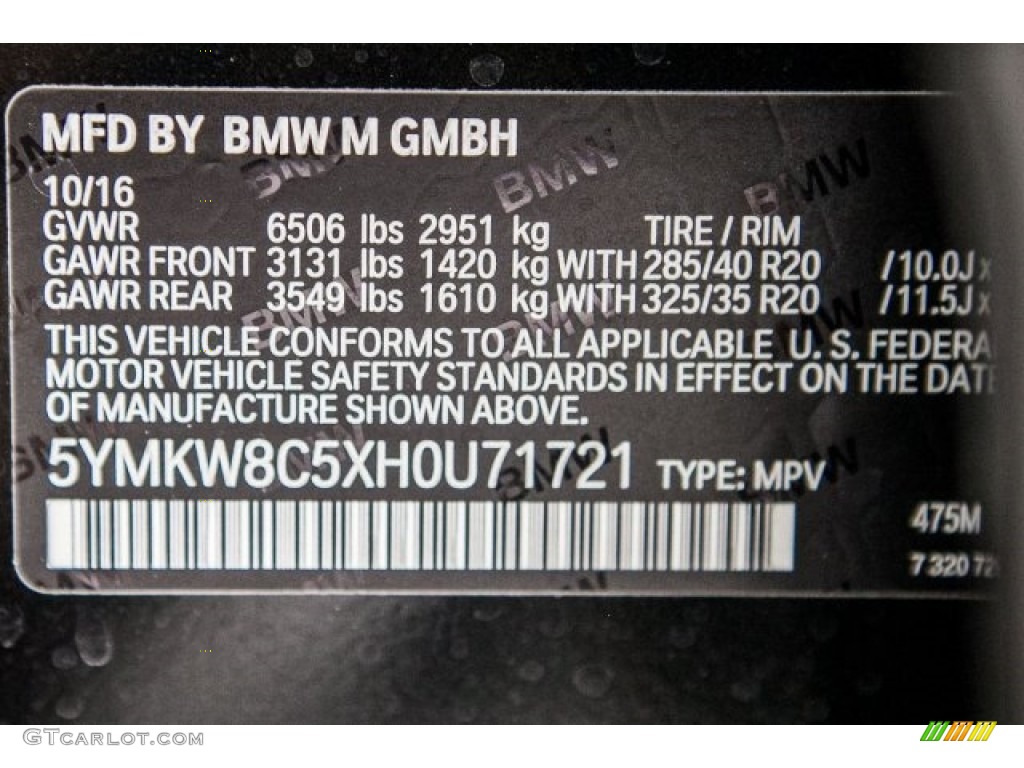 MFD BY BMW M GMBH
10/16
GVWR 6506 lbs 2951 kg TIRE / RIM
GAWR FRONT 3131 lbs 1420 kg WITH 285/40 R20 /10.0J x
GAWR REAR 3549 lbs 1610 kg WITH 325/35 R20 /11.5J x
THIS VEHICLE CONFORMS TO ALL APPLICABLE U. S. FEDERA
MOTOR VEHICLE SAFETY STANDARDS IN EFFECT ON THE DATE
OF MANUFACTURE SHOWN ABOVE.
5YMKW8C5XH0U71721 TYPE: MPV
475M
7 320 72
GTCARLOT.COM